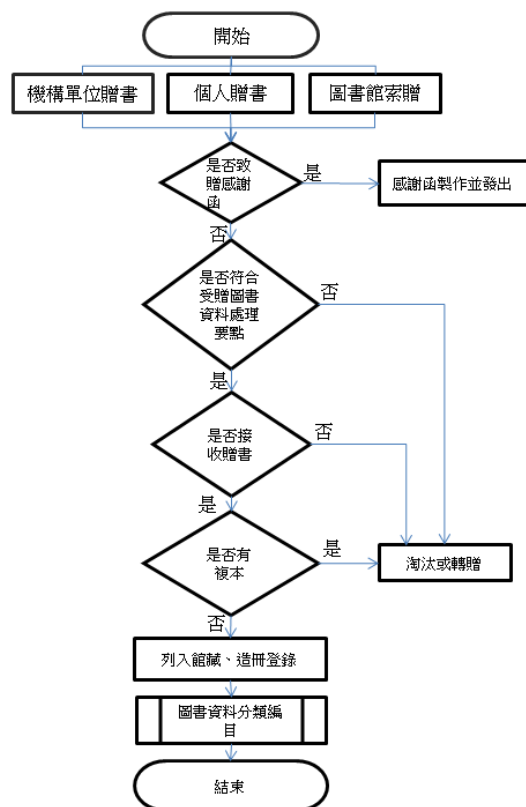 開始
機構單位贈書
個人贈書
圖書館索贈
是否致
贈感謝
函
是
感謝函製作並發出
否
是否符合
受贈圖書
資料處理
要點
否
是
是否接
收贈書
否
是
是否有
複本
是
淘汰或轉贈
否
列入館藏、造冊登錄
圖書資料分類編
目
結束